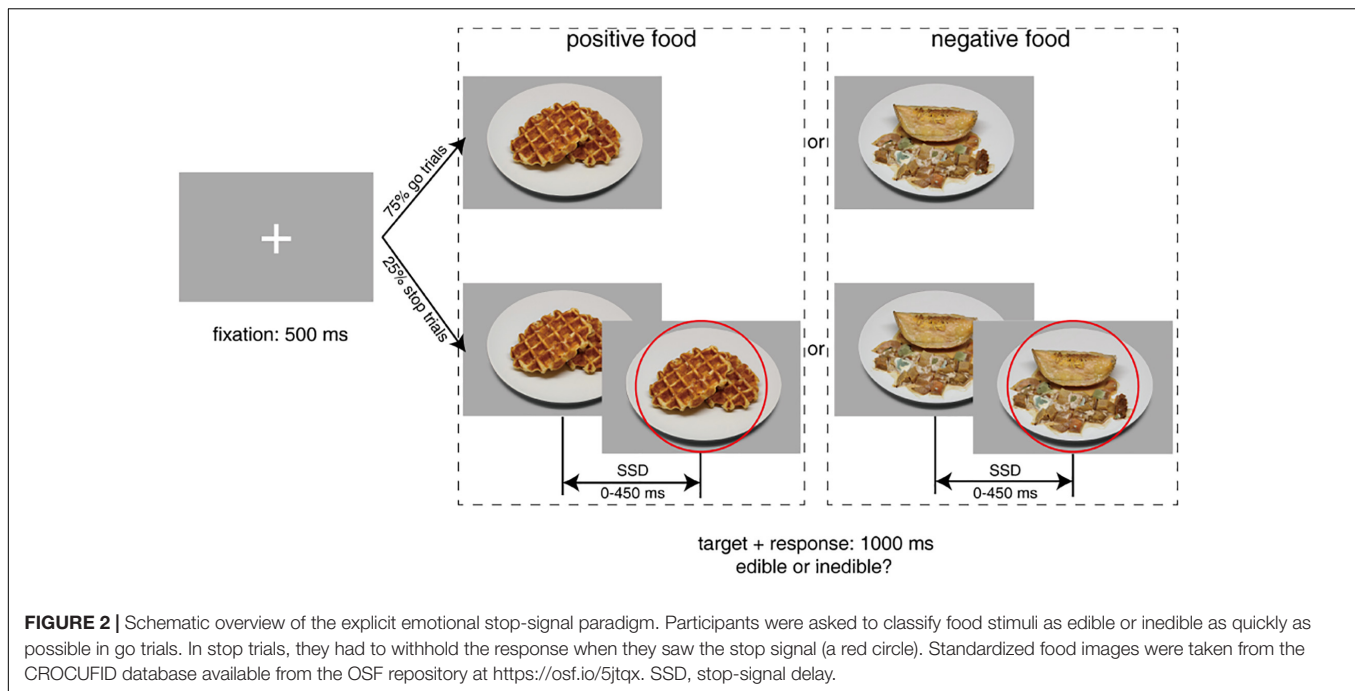 positive food
negative food
75% go trials
or
fixation: 500 ms
25% stop trials
or
SSD
0-450 ms
SSD
0-450 ms
target + response: 1000 ms
edible or inedible?
FIGURE 2 | Schematic overview of the explicit emotional stop-signal paradigm. Participants were asked to classify food stimuli as edible or inedible as quickly as
possible in go trials. In stop trials, they had to withhold the response when they saw the stop signal (a red circle). Standardized food images were taken from the
CROCUFID database available from the OSF repository at https://osf.io/5jtqx. SSD, stop-signal delay.